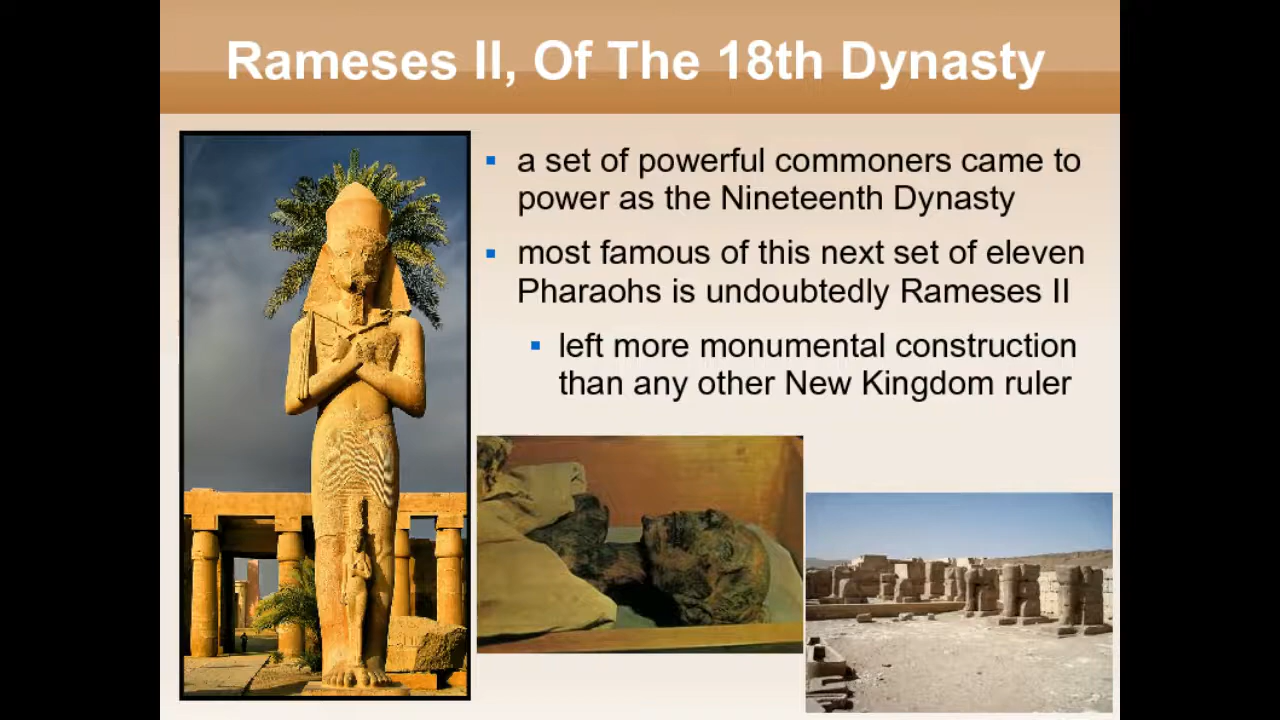 Rameses II, Of The 18th Dynasty
a set of powerful commoners came to
power as the Nineteenth Dynasty
most famous of this next set of eleven
Pharaohs is undoubtedly Rameses II
left more monumental construction
than any other New Kingdom ruler